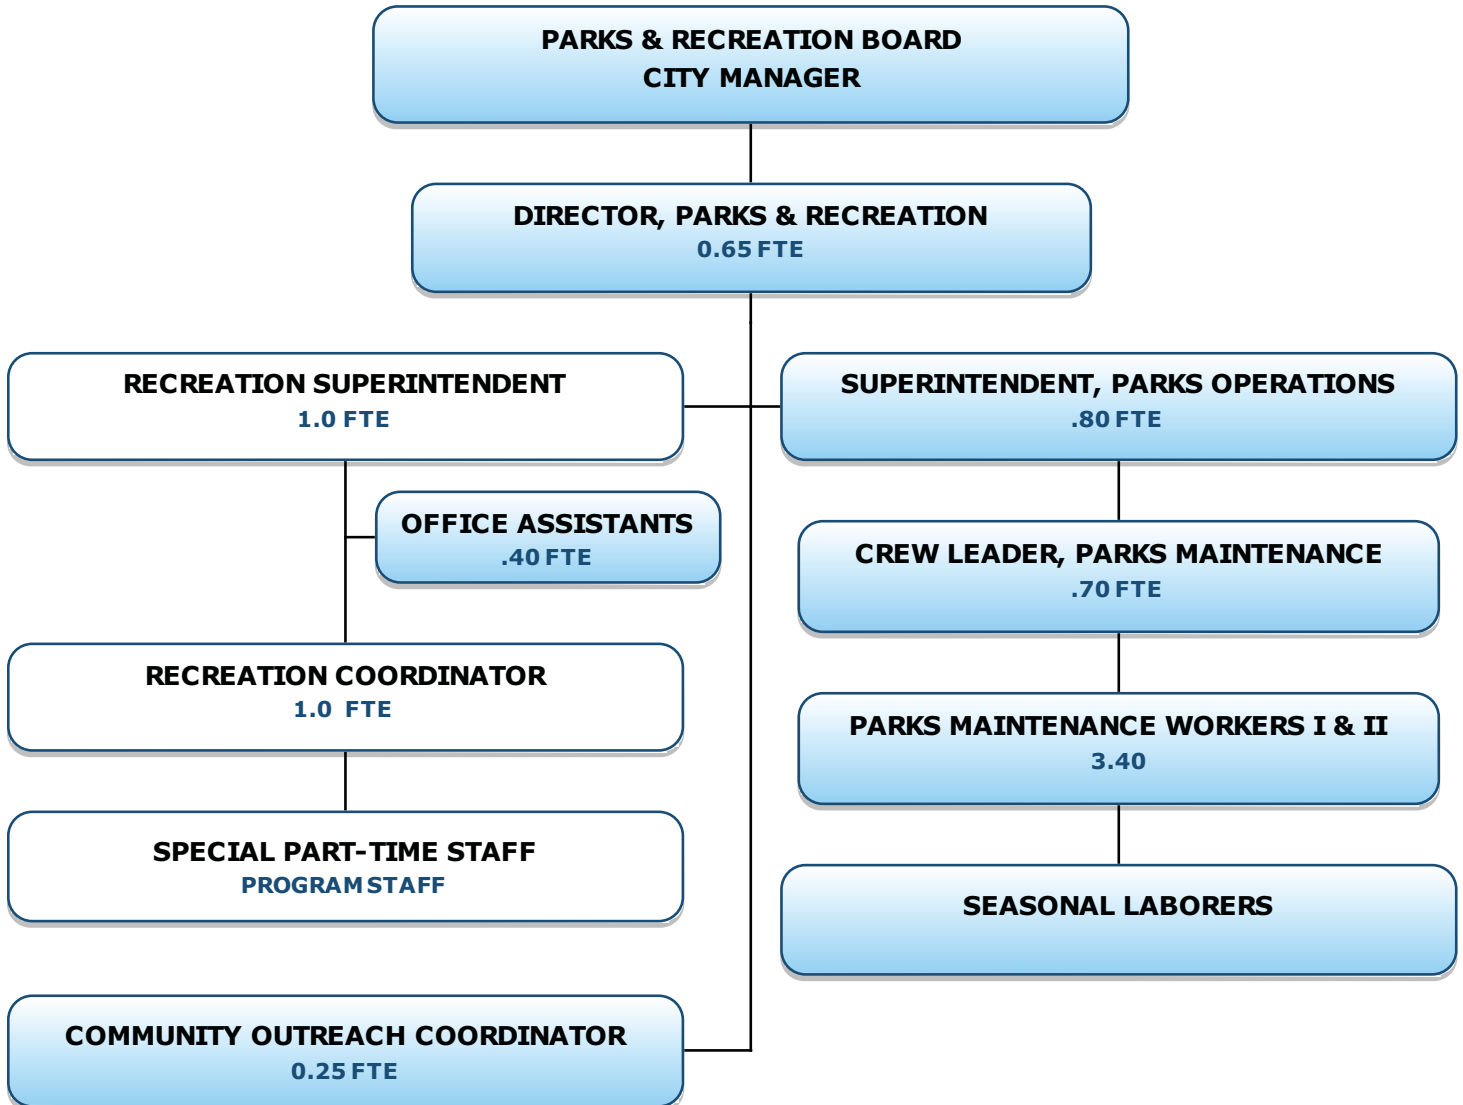 PARKS & RECREATION BOARD
CITY MANAGER
DIRECTOR, PARKS & RECREATION
0.65 FTE
RECREATION SUPERINTENDENT
1.0 FTE
SUPERINTENDENT, PARKS OPERATIONS
.80 FTE
OFFICE ASSISTANTS
.40 FTE
CREW LEADER, PARKS MAINTENANCE
.70 FTE
RECREATION COORDINATOR
1.0 FTE
PARKS MAINTENANCE WORKERS I & II
3.40
SPECIAL PART-TIME STAFF
PROGRAM STAFF
SEASONAL LABORERS
COMMUNITY OUTREACH COORDINATOR
0.25 FTE